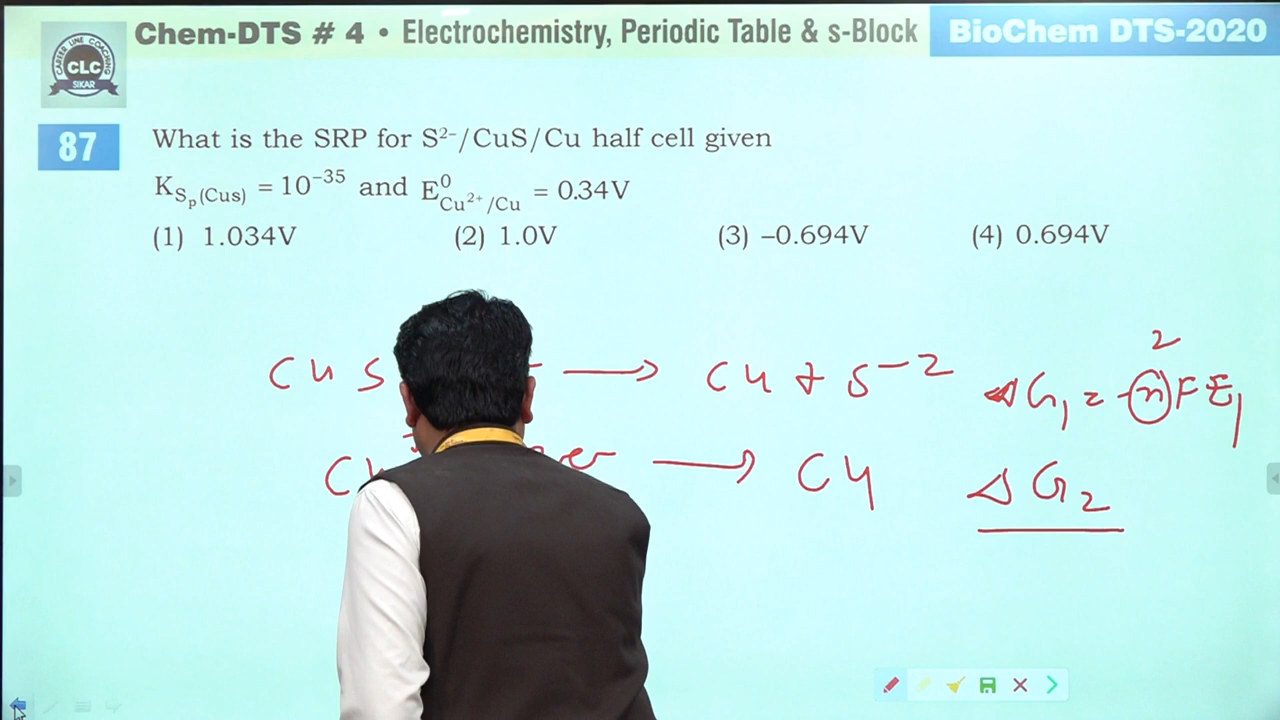 Chem-DTS # 4 • Electrochemistry, Periodic Table & s-Block
BioChem DTS-2020
CAREER LINE COACHING
CLC
SIKAR
87 What is the SRP for S²⁻/CuS/Cu half cell given
K_Sp(Cus) = 10⁻³⁵ and E⁰_Cu²⁺/Cu = 0.34V
(1) 1.034V (2) 1.0V (3) –0.694V (4) 0.694V
Cu S → Cu + S⁻² ΔG₁ = -nFE₁
2
→ Cu ΔG₂